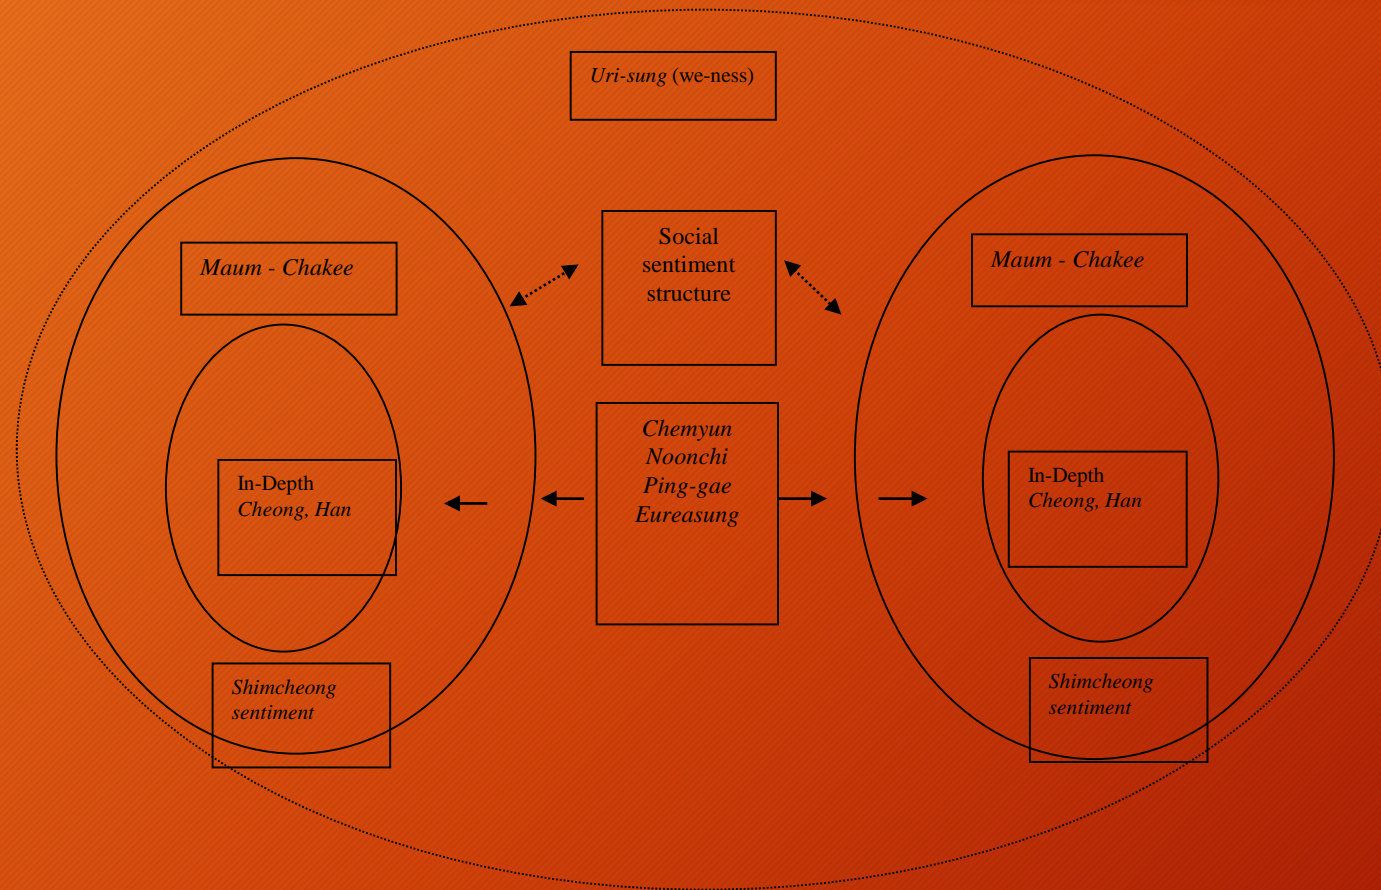 Uri-sung (we-ness)
Social
sentiment
structure
Maum - Chakee
Maum - Chakee
Chemyun
Noonchi
Ping-gae
Eureasung
In-Depth
Cheong, Han
In-Depth
Cheong, Han
Shimcheong
sentiment
Shimcheong
sentiment